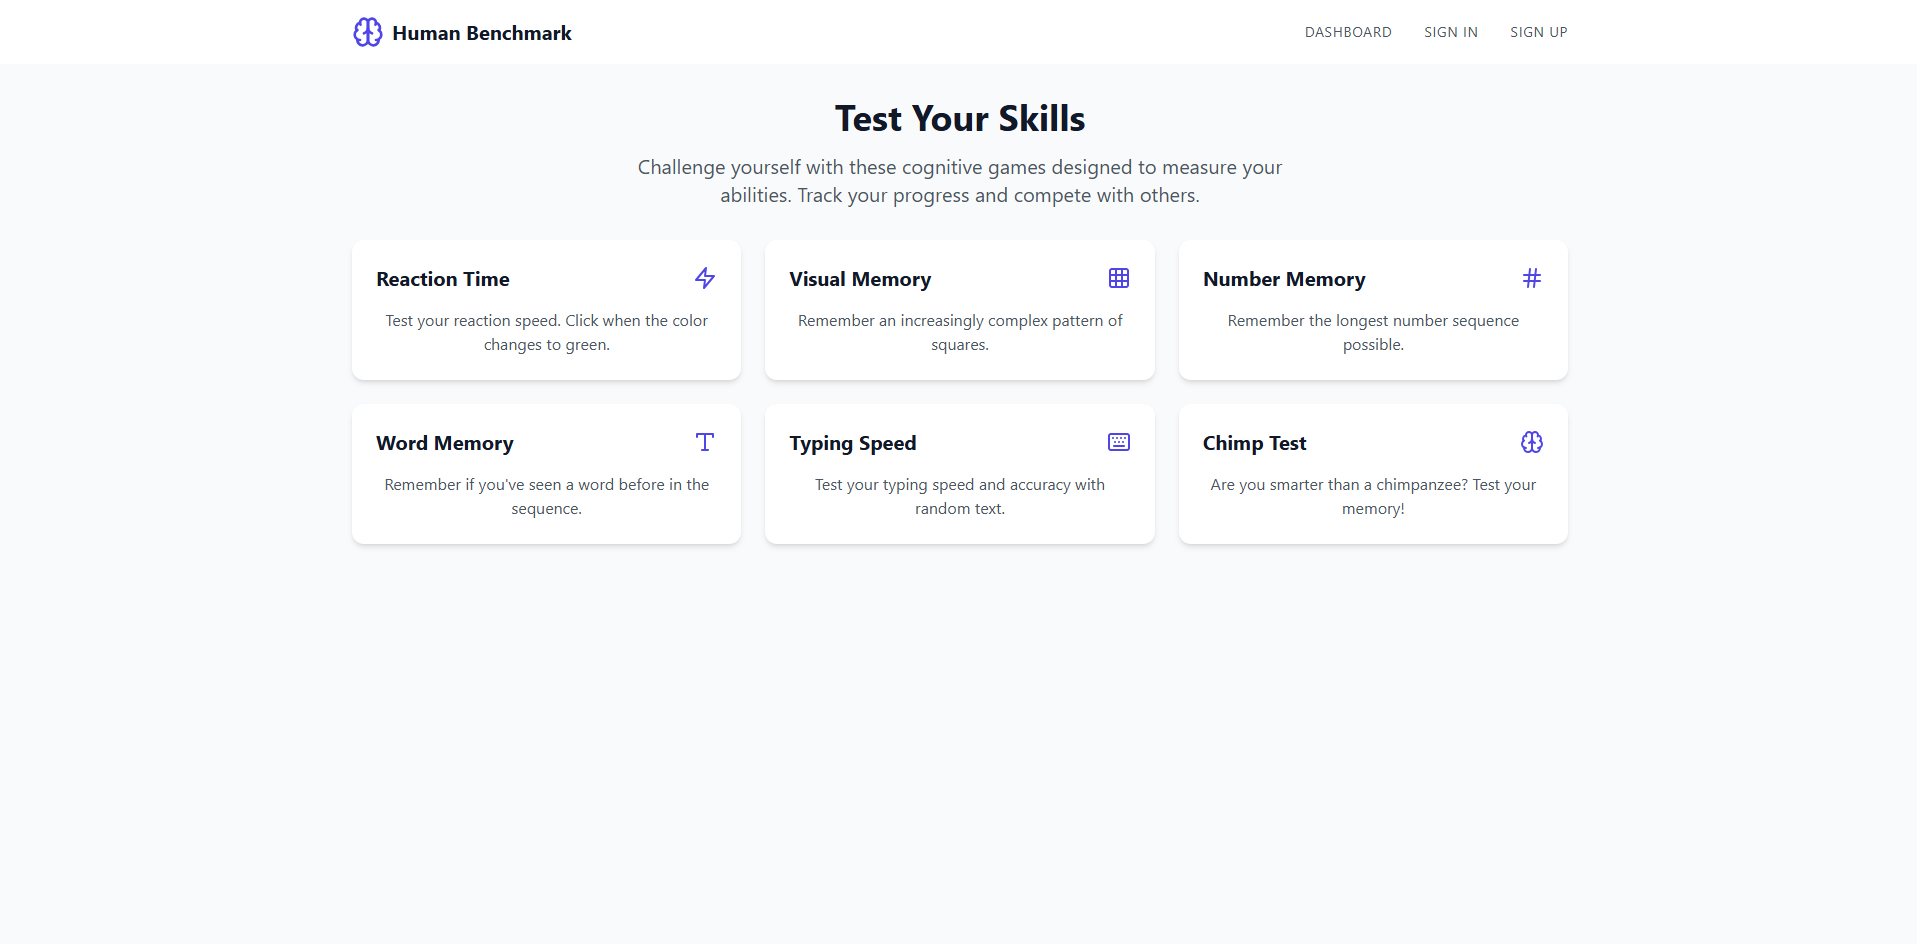 Human Benchmark
DASHBOARD
SIGN IN
SIGN UP
Test Your Skills
Challenge yourself with these cognitive games designed to measure your
abilities. Track your progress and compete with others.
Reaction Time
Test your reaction speed. Click when the color
changes to green.
Visual Memory
Remember an increasingly complex pattern of
squares.
Number Memory
Remember the longest number sequence
possible.
Word Memory
Remember if you've seen a word before in the
sequence.
Typing Speed
Test your typing speed and accuracy with
random text.
Chimp Test
Are you smarter than a chimpanzee? Test your
memory!